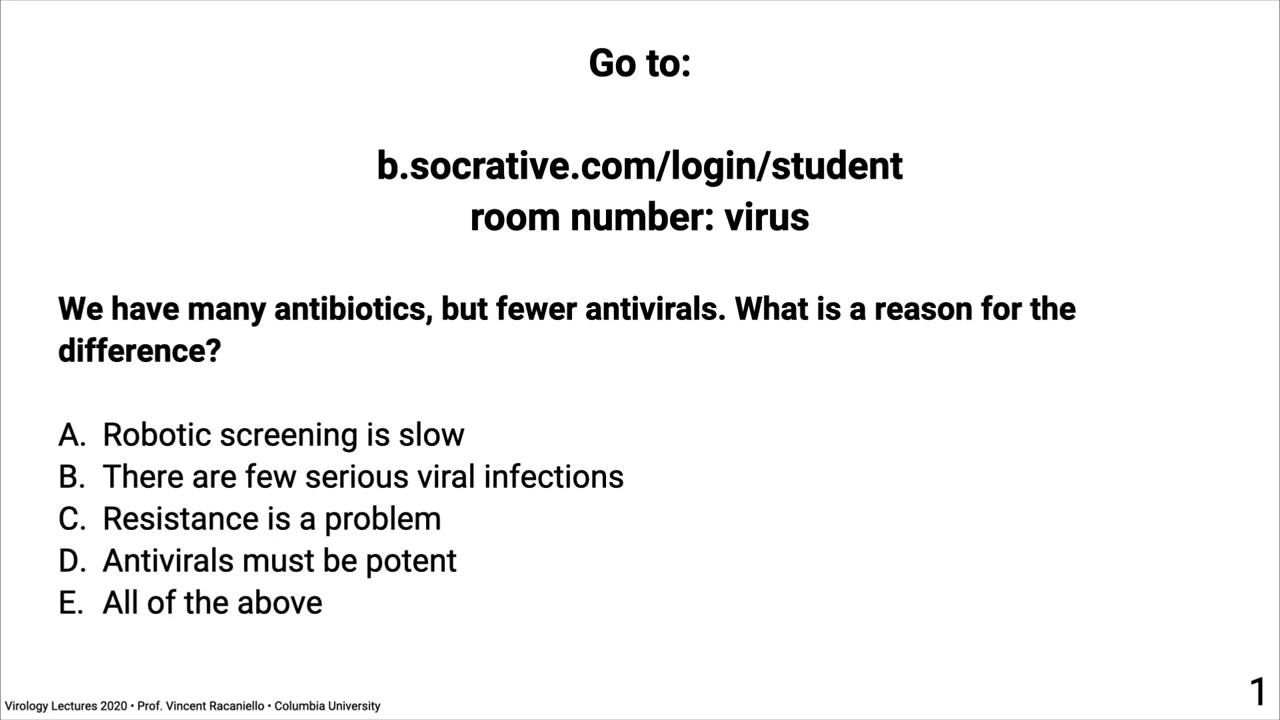 Go to:
b.socrative.com/login/student
room number: virus
We have many antibiotics, but fewer antivirals. What is a reason for the
difference?
A. Robotic screening is slow
B. There are few serious viral infections
C. Resistance is a problem
D. Antivirals must be potent
E. All of the above
Virology Lectures 2020 • Prof. Vincent Racaniello • Columbia University
1